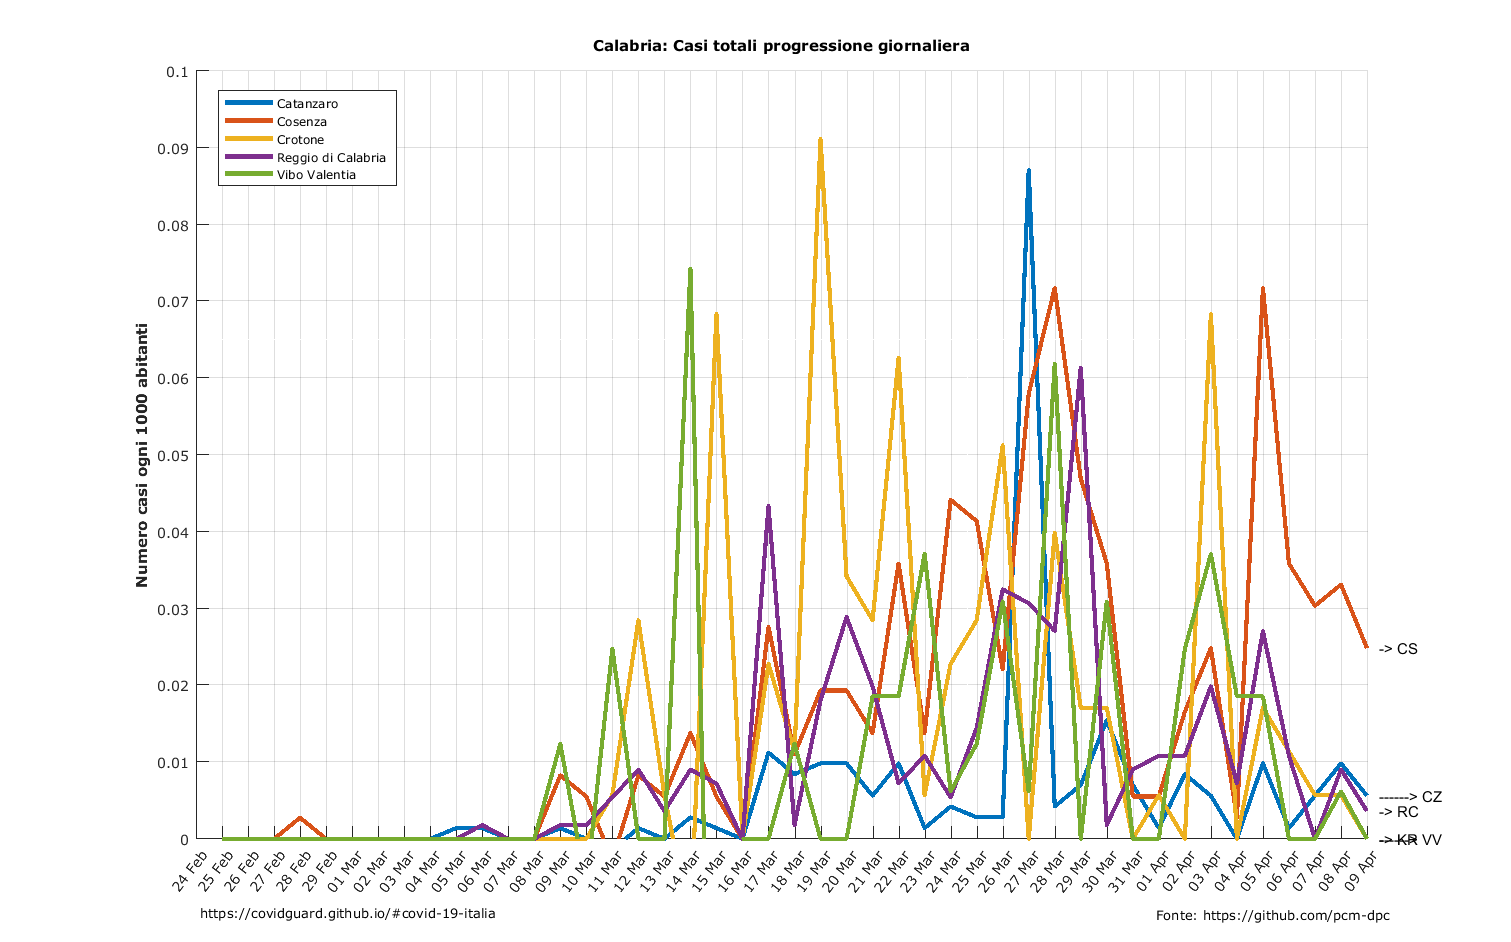 Calabria: Casi totali progressione giornaliera
0.1
0.09
0.08
0.07
0.06
0.05
0.04
0.03
0.02
0.01
0
Numero casi ogni 1000 abitanti
Catanzaro
Cosenza
Crotone
Reggio di Calabria
Vibo Valentia
-> CS
------> CZ
-> RC
-> KR
VV
24 Feb
25 Feb
26 Feb
27 Feb
28 Feb
29 Feb
01 Mar
02 Mar
03 Mar
04 Mar
05 Mar
06 Mar
07 Mar
08 Mar
09 Mar
10 Mar
11 Mar
12 Mar
13 Mar
14 Mar
15 Mar
16 Mar
17 Mar
18 Mar
19 Mar
20 Mar
21 Mar
22 Mar
23 Mar
24 Mar
25 Mar
26 Mar
27 Mar
28 Mar
29 Mar
30 Mar
31 Mar
01 Apr
02 Apr
03 Apr
04 Apr
05 Apr
06 Apr
07 Apr
08 Apr
09 Apr
https://covidguard.github.io/#covid-19-italia
Fonte: https://github.com/pcm-dpc